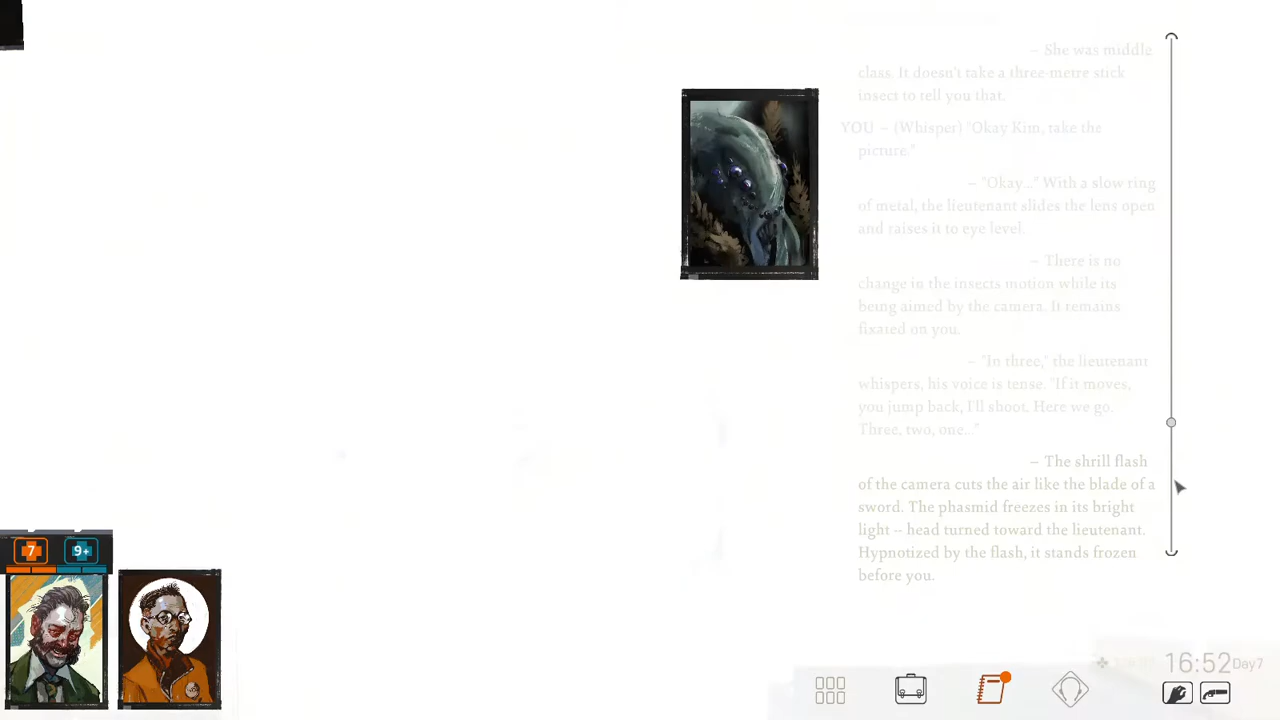 – She was middle
class. It doesn't take a three-metre stick
insect to tell you that.
YOU – (Whisper) "Okay Kim, take the
picture."
– "Okay..." With a slow ring
of metal, the lieutenant slides the lens open
and raises it to eye level.
– There is no
change in the insects motion while its
being aimed by the camera. It remains
fixated on you.
– "In three," the lieutenant
whispers, his voice is tense. "If it moves,
you jump back, I'll shoot. Here we go.
Three, two, one..."
– The shrill flash
of the camera cuts the air like the blade of a
sword. The phasmid freezes in its bright
light -- head turned toward the lieutenant.
Hypnotized by the flash, it stands frozen
before you.
7 9+
16:52 Day7